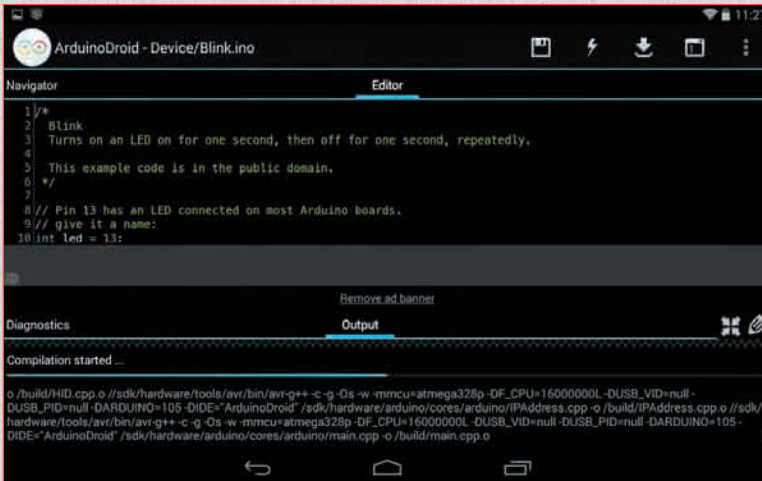 11:27
ArduinoDroid - Device/Blink.ino
Navigator
Editor
1 /*
2 Blink
3 Turns on an LED on for one second, then off for one second, repeatedly.
4
5 This example code is in the public domain.
6 */
7
8 // Pin 13 has an LED connected on most Arduino boards.
9 // give it a name:
10 int led = 13;
Remove ad banner
Diagnostics
Output
Compilation started ...
o /build/HID.cpp.o //sdk/hardware/tools/avr/bin/avr-g++ -c -g -Os -w -mmcu=atmega328p -DF_CPU=16000000L -DUSB_VID=null -
DUSB_PID=null -DARDUINO=105 -DIDE="ArduinoDroid" /sdk/hardware/arduino/cores/arduino/IPAddress.cpp -o /build/IPAddress.cpp.o //sdk/
hardware/tools/avr/bin/avr-g++ -c -g -Os -w -mmcu=atmega328p -DF_CPU=16000000L -DUSB_VID=null -DUSB_PID=null -DARDUINO=105 -
DIDE="ArduinoDroid" /sdk/hardware/arduino/cores/arduino/main.cpp -o /build/main.cpp.o